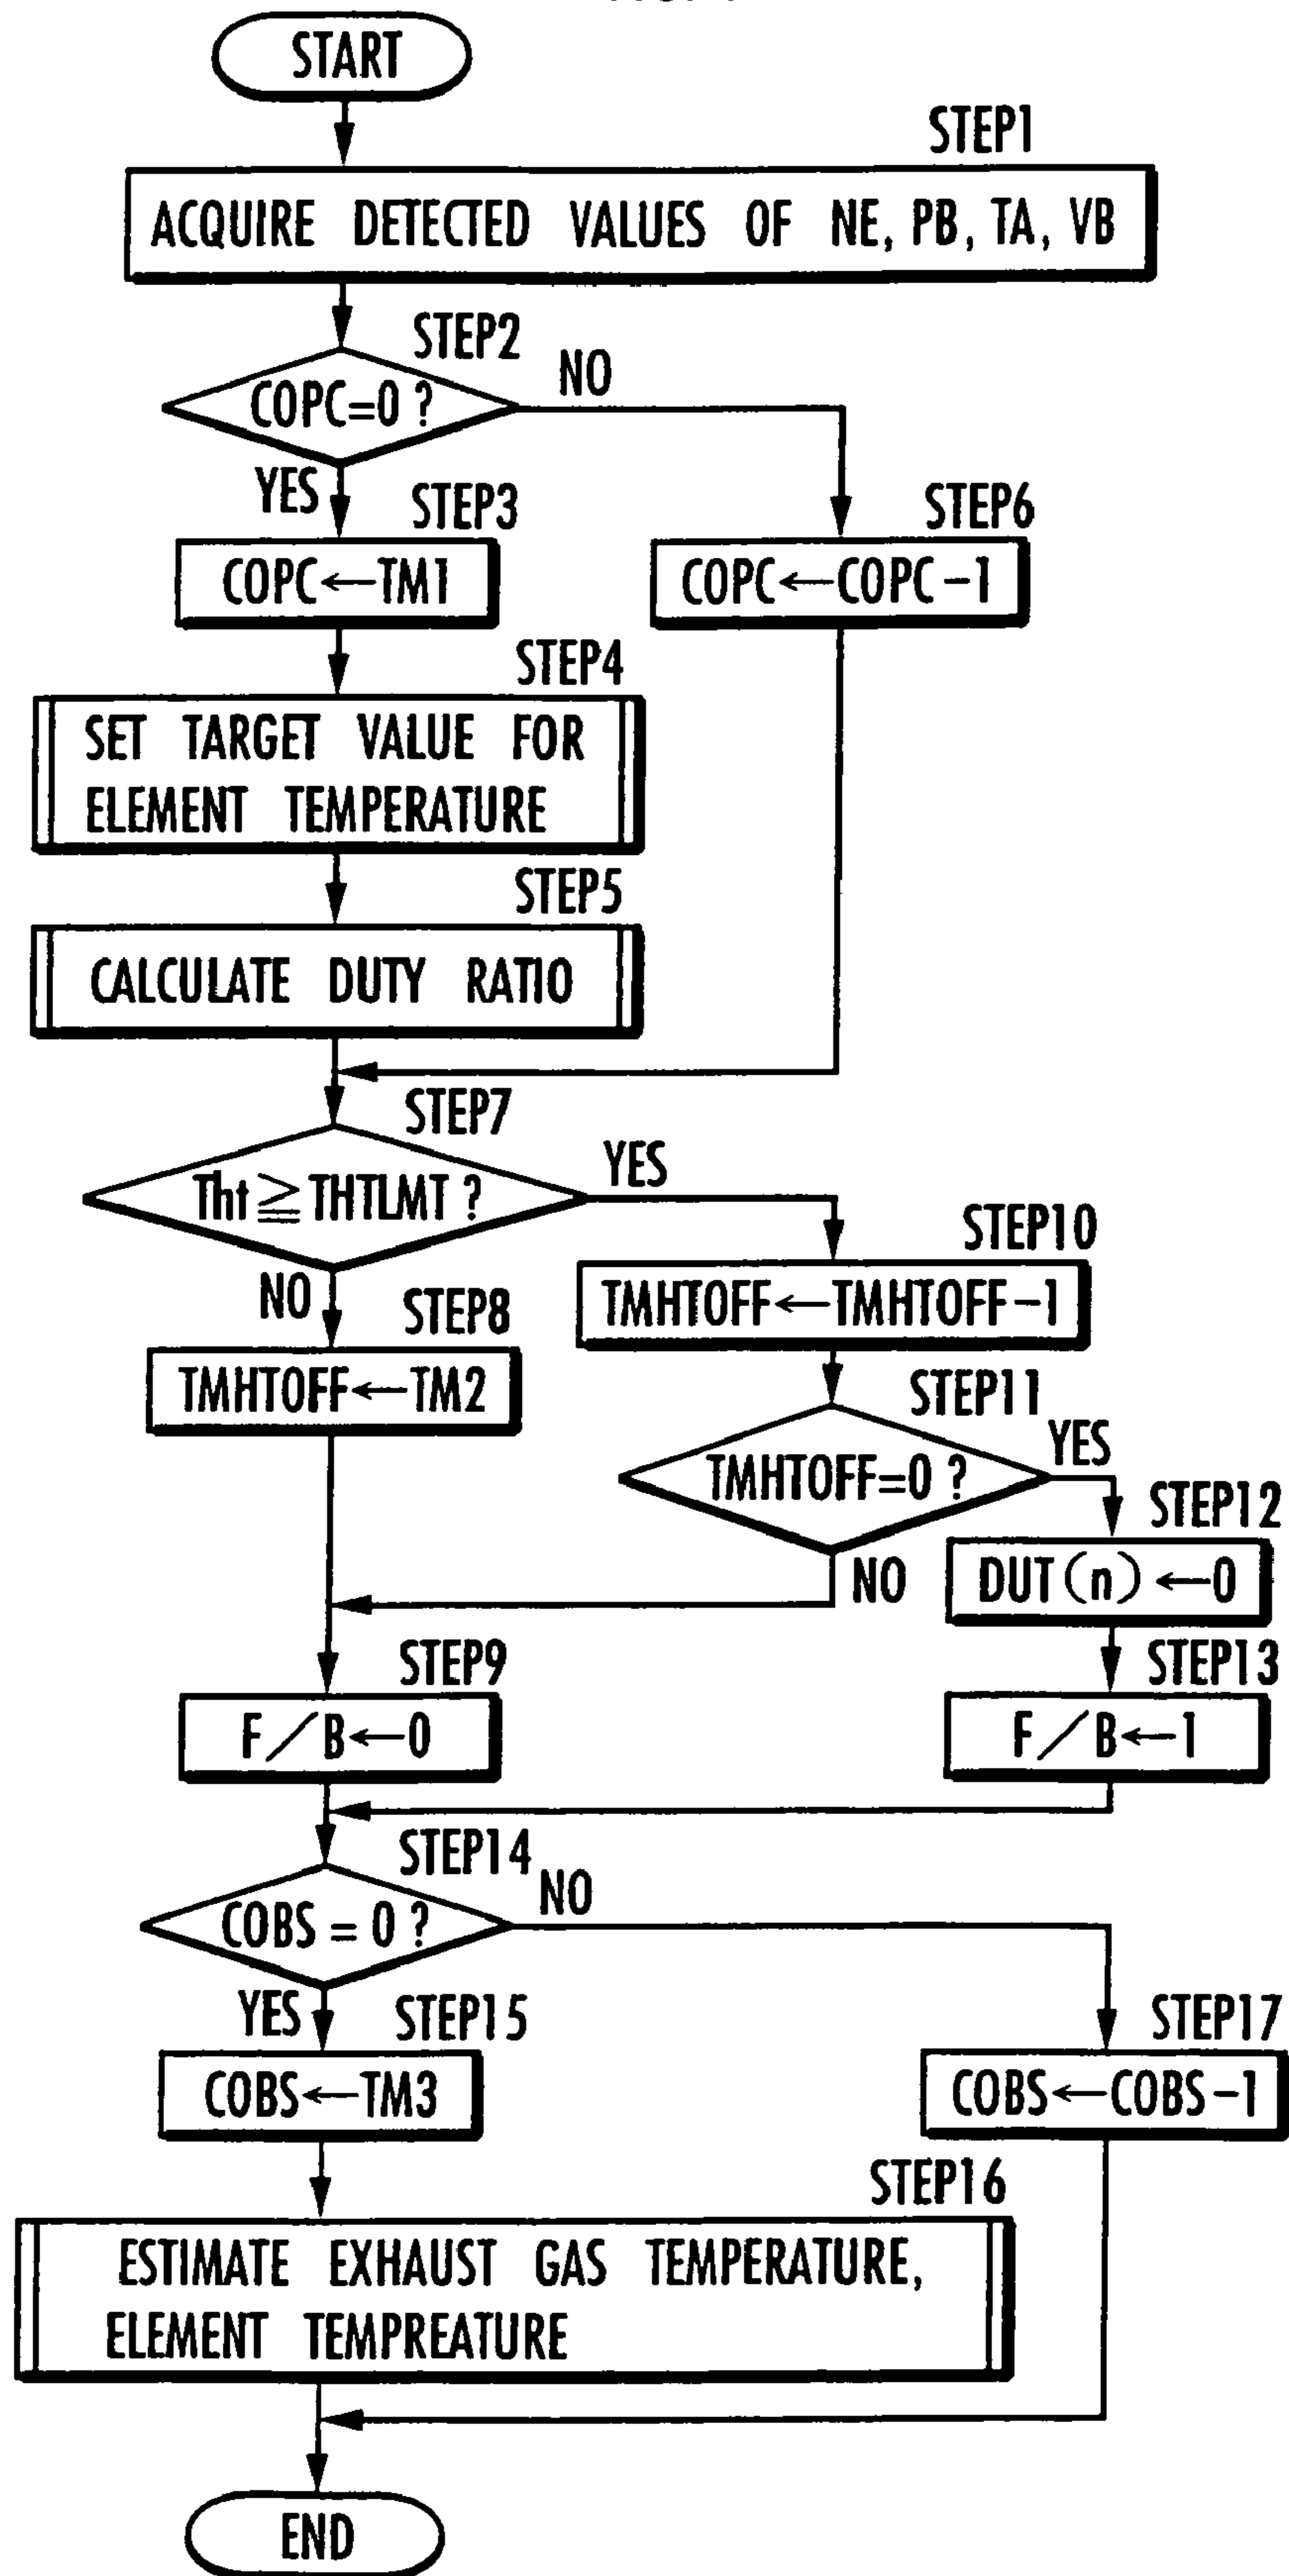 START
STEP1
ACQUIRE DETECTED VALUES OF NE, PB, TA, VB
STEP2
COPC=0 ?
NO
YES
STEP3
COPC←TM1
STEP6
COPC←COPC-1
STEP4
SET TARGET VALUE FOR
ELEMENT TEMPERATURE
STEP5
CALCULATE DUTY RATIO
STEP7
Tht≧THTLMT ?
YES
NO
STEP8
TMHTOFF←TM2
STEP10
TMHTOFF←TMHTOFF-1
STEP11
TMHTOFF=0 ?
YES
NO
STEP12
DUT(n)←0
STEP9
F／B←0
STEP13
F／B←1
STEP14
COBS = 0 ?
NO
YES
STEP15
COBS←TM3
STEP17
COBS←COBS-1
STEP16
ESTIMATE EXHAUST GAS TEMPERATURE,
ELEMENT TEMPREATURE
END